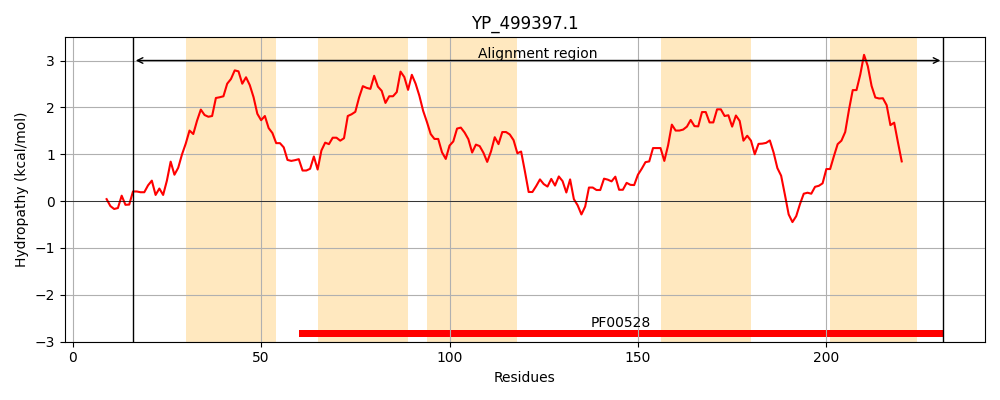 YP_499397.1
Alignment region
3
2
1
0
−1
−2
−3
Hydropathy (kcal/mol)
PF00528
0
50
100
150
200
Residues